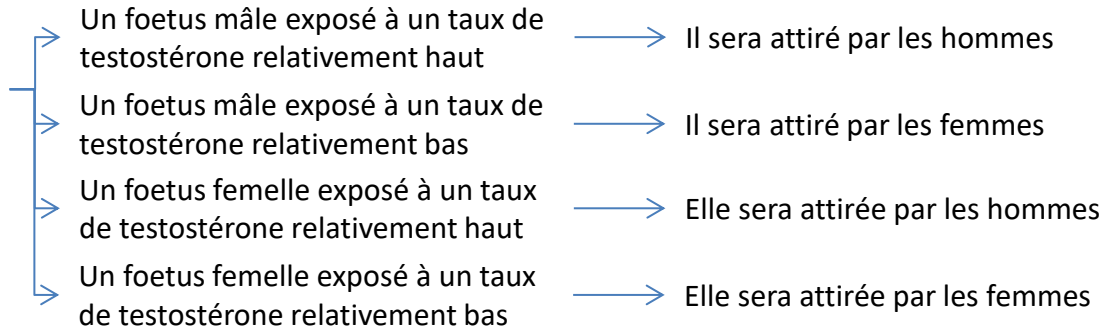 Un foetus mâle exposé à un taux de
testostérone relativement haut
Il sera attiré par les hommes
Un foetus mâle exposé à un taux de
testostérone relativement bas
Il sera attiré par les femmes
Un foetus femelle exposé à un taux
de testostérone relativement haut
Elle sera attirée par les hommes
Un foetus femelle exposé à un taux
de testostérone relativement bas
Elle sera attirée par les femmes